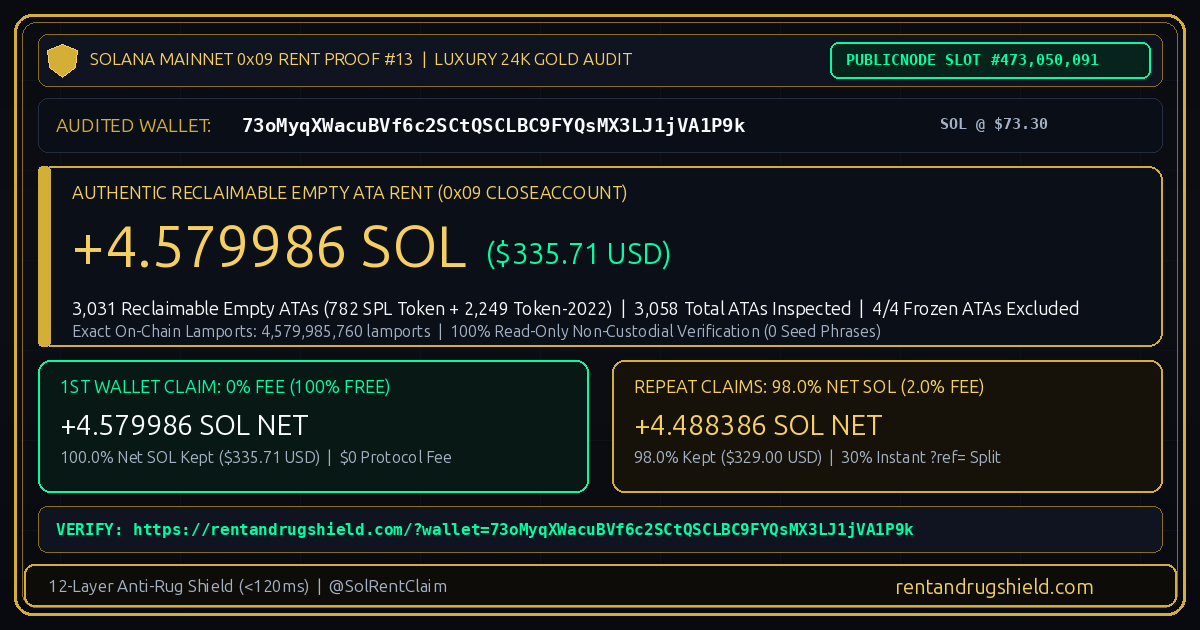 SOLANA MAINNET 0x09 RENT PROOF #13 | LUXURY 24K GOLD AUDIT
PUBLICNODE SLOT #473,050,091
AUDITED WALLET: 73oMyqXWacuBVf6c2SCtQSCLBC9FYQsMX3LJ1jVA1P9k
SOL @ $73.30
AUTHENTIC RECLAIMABLE EMPTY ATA RENT (0x09 CLOSEACCOUNT)
+4.579986 SOL ($335.71 USD)
3,031 Reclaimable Empty ATAs (782 SPL Token + 2,249 Token-2022) | 3,058 Total ATAs Inspected | 4/4 Frozen ATAs Excluded
Exact On-Chain Lamports: 4,579,985,760 lamports | 100% Read-Only Non-Custodial Verification (0 Seed Phrases)
1ST WALLET CLAIM: 0% FEE (100% FREE)
+4.579986 SOL NET
100.0% Net SOL Kept ($335.71 USD) | $0 Protocol Fee
REPEAT CLAIMS: 98.0% NET SOL (2.0% FEE)
+4.488386 SOL NET
98.0% Kept ($329.00 USD) | 30% Instant ?ref= Split
VERIFY: https://rentandrugshield.com/?wallet=73oMyqXWacuBVf6c2SCtQSCLBC9FYQsMX3LJ1jVA1P9k
12-Layer Anti-Rug Shield (<120ms) | @SolRentClaim
rentandrugshield.com